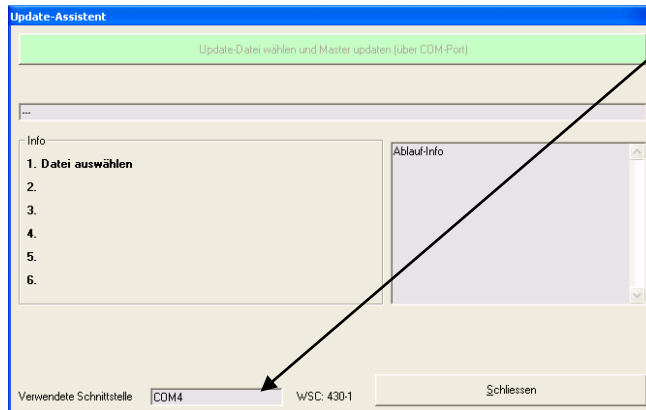 Update-Assistent
Update-Datei wählen und Master updaten (über COM-Port)
---
Info
1. Datei auswählen
2.
3.
4.
5.
6.
Ablauf-Info
Verwendete Schnittstelle COM4 WSC: 430-1 Schliessen